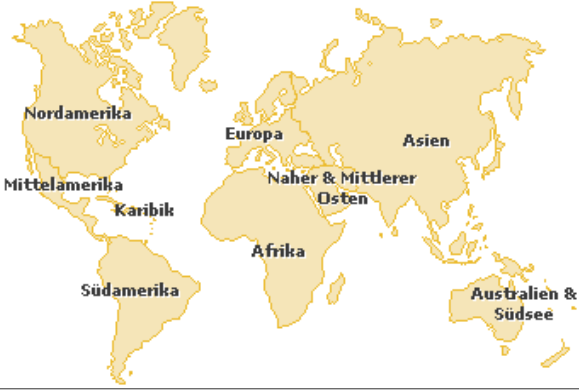 Nordamerika
Europa
Asien
Mittelamerika
Naher & Mittlerer
Osten
Karibik
Afrika
Südamerika
Australien &
Südsee